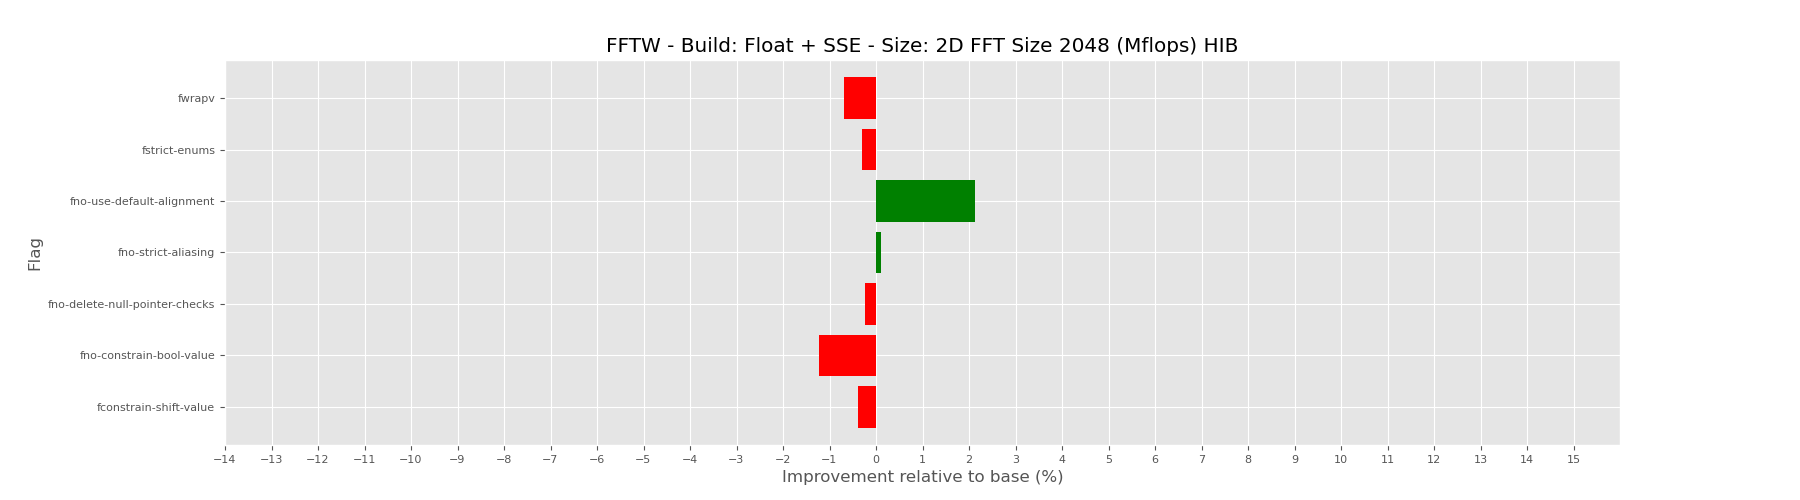 FFTW - Build: Float + SSE - Size: 2D FFT Size 2048 (Mflops) HIB
Flag
fwrapv
fstrict-enums
fno-use-default-alignment
fno-strict-aliasing
fno-delete-null-pointer-checks
fno-constrain-bool-value
fconstrain-shift-value
−14 −13 −12 −11 −10 −9 −8 −7 −6 −5 −4 −3 −2 −1 0 1 2 3 4 5 6 7 8 9 10 11 12 13 14 15
Improvement relative to base (%)